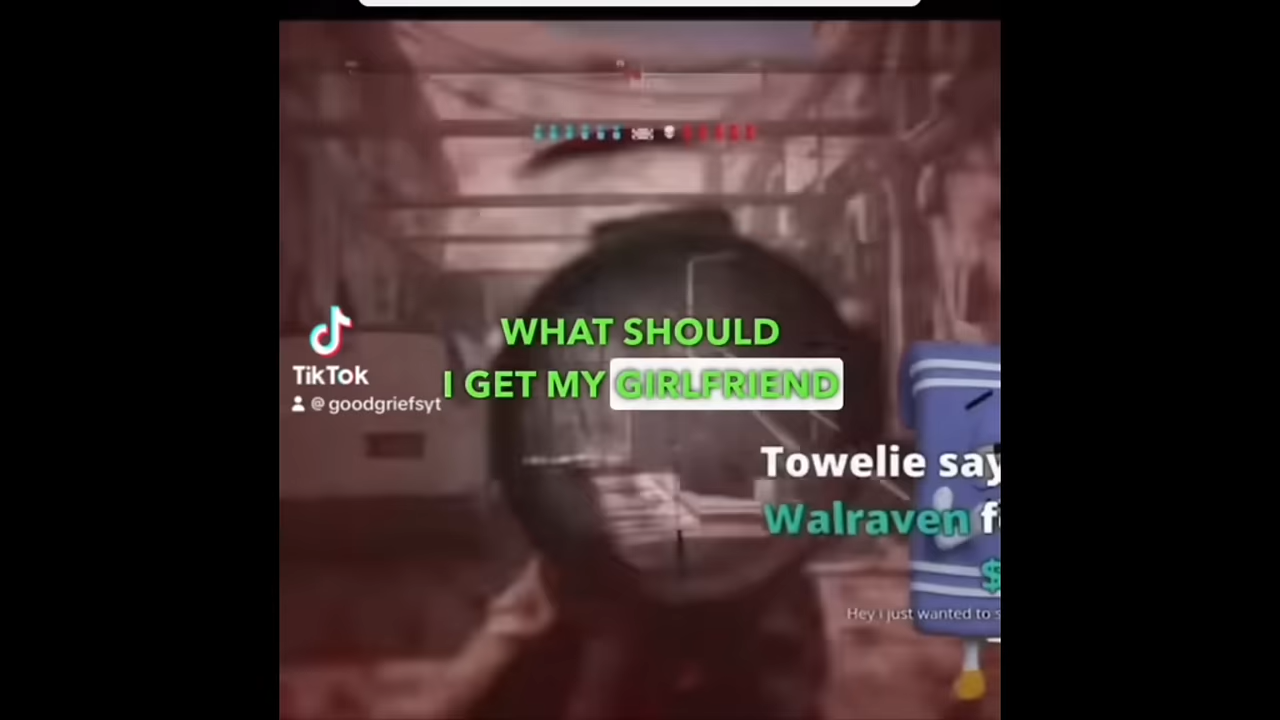 WHAT SHOULD
I GET MY GIRLFRIEND
TikTok
@goodgriefsyt
Towelie say
Walraven f
$
Hey i just wanted to s